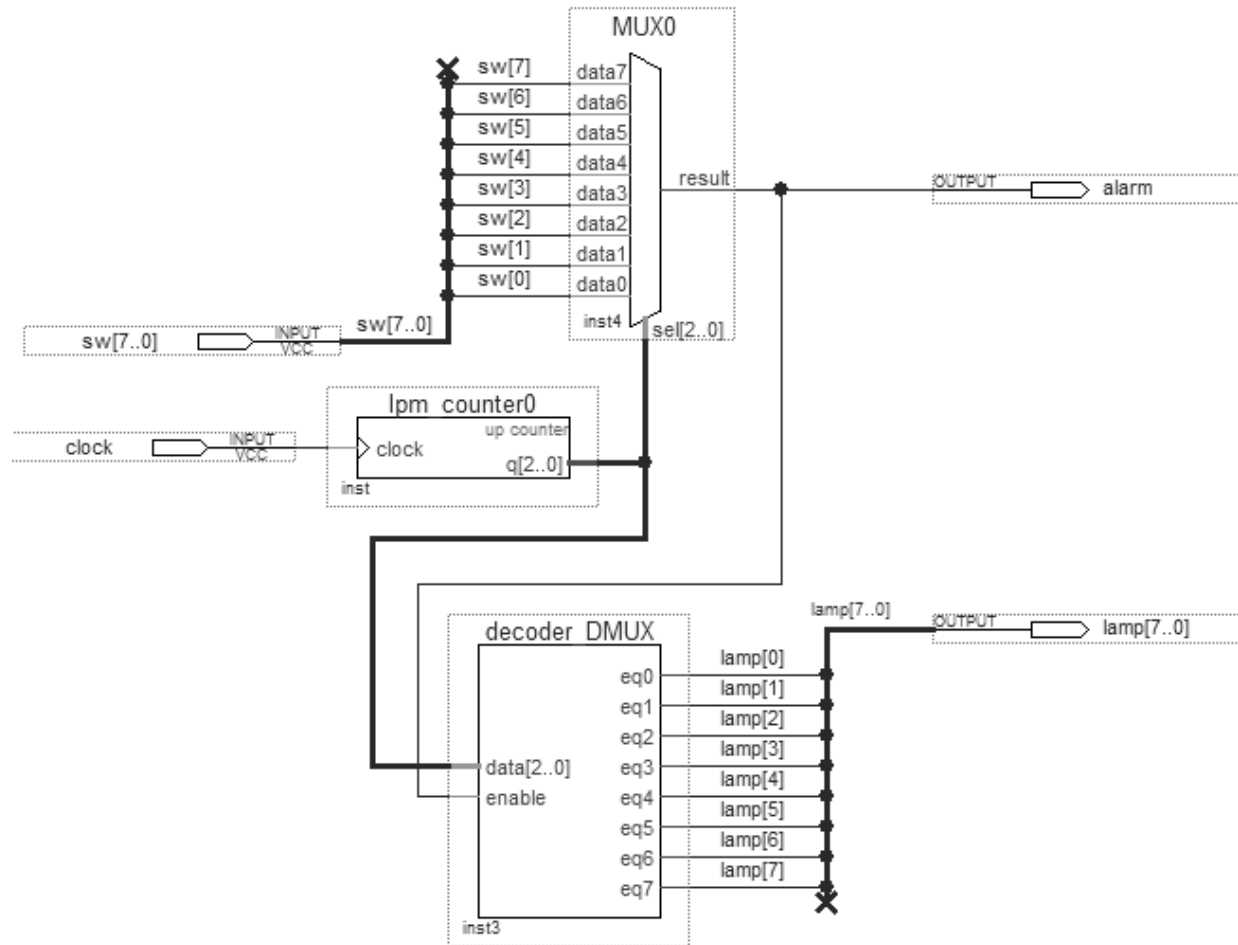 MUX0
sw[7] data7
sw[6] data6
sw[5] data5
sw[4] data4
sw[3] data3
sw[2] data2
sw[1] data1
sw[0] data0
result
OUTPUT alarm
inst4
sel[2..0]
sw[7..0] INPUT VCC sw[7..0]
lpm_counter0
up counter
clock INPUT VCC clock
q[2..0]
inst
decoder_DMUX
lamp[7..0] OUTPUT lamp[7..0]
eq0 lamp[0]
eq1 lamp[1]
eq2 lamp[2]
data[2..0] eq3 lamp[3]
enable eq4 lamp[4]
eq5 lamp[5]
eq6 lamp[6]
eq7 lamp[7]
inst3